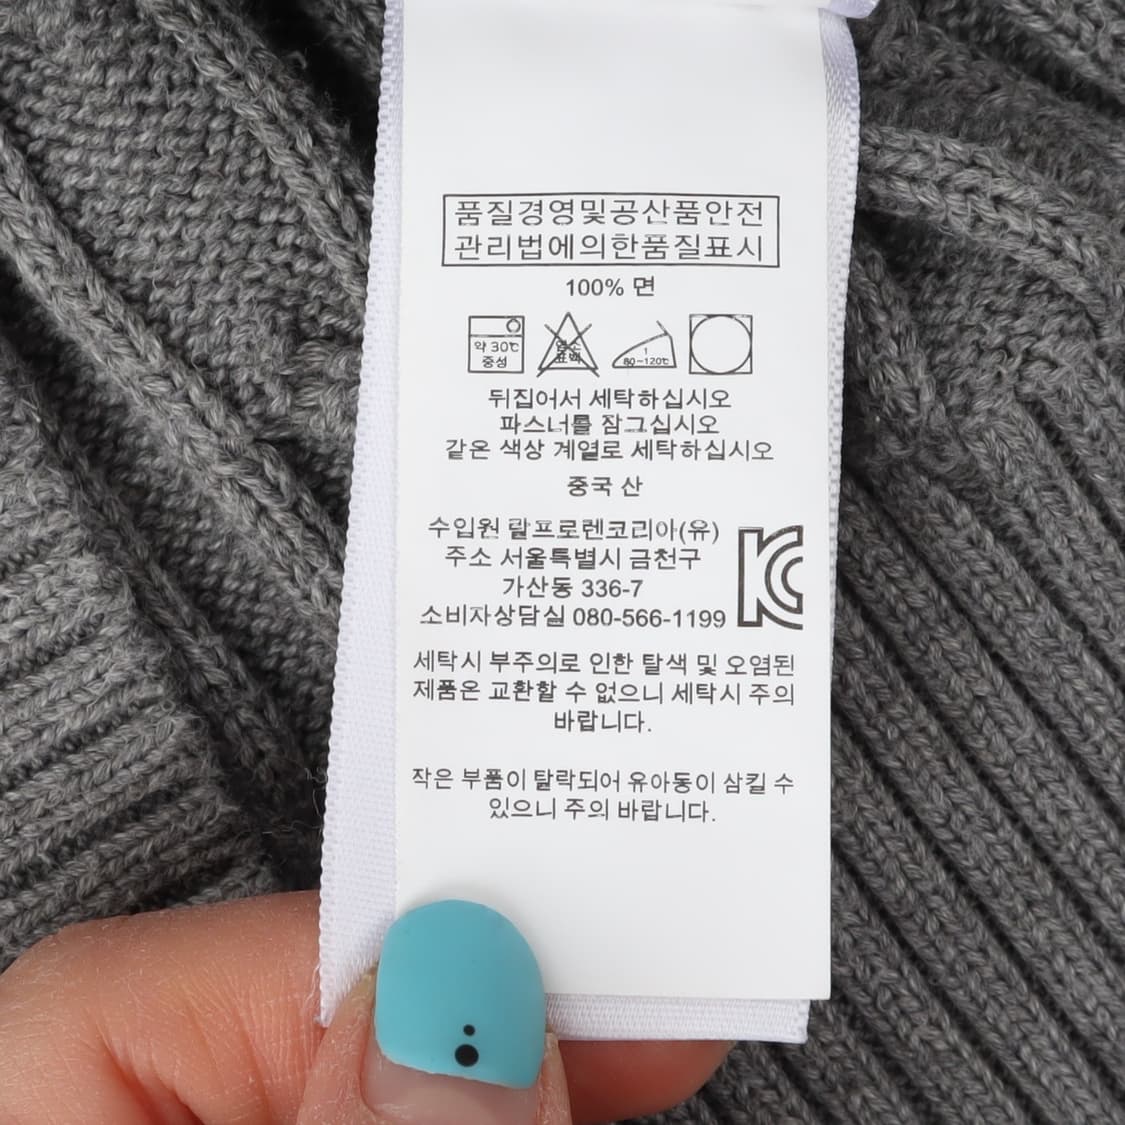 품질경영및공산품안전
관리법에의한품질표시
100% 면
약 30℃
중성
염소
표백
80~120℃
뒤집어서 세탁하십시오
파스너를 잠그십시오
같은 색상 계열로 세탁하십시오
중국 산
수입원 랄프로렌코리아(유)
주소 서울특별시 금천구
가산동 336-7
소비자상담실 080-566-1199
세탁시 부주의로 인한 탈색 및 오염된
제품은 교환할 수 없으니 세탁시 주의
바랍니다.
작은 부품이 탈락되어 유아동이 삼킬 수
있으니 주의 바랍니다.